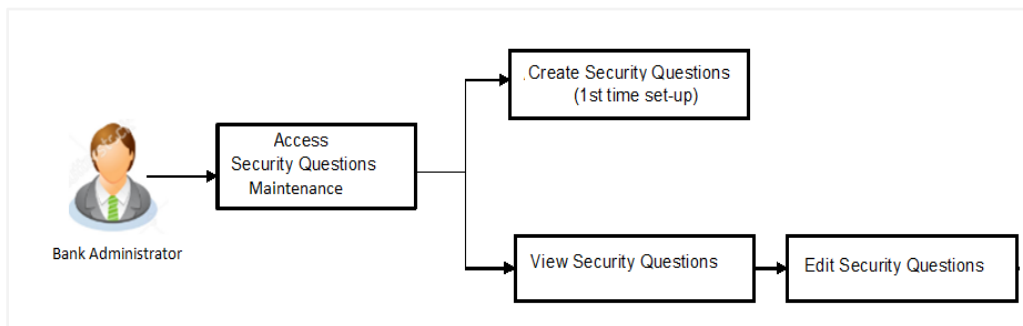 Create Security Questions
(1st time set-up)
Access
Security Questions
Maintenance
Bank Administrator
View Security Questions
Edit Security Questions